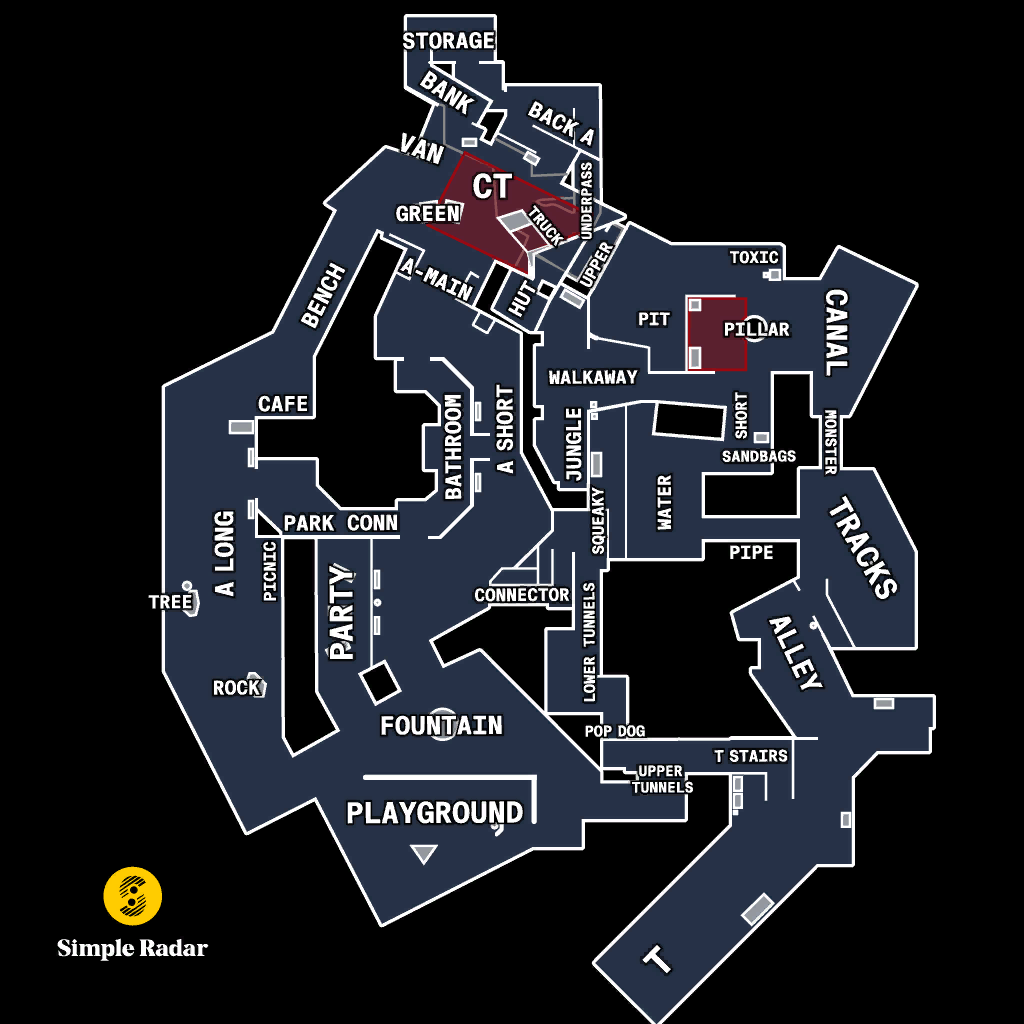 STORAGE
BANK
BACK A
VAN
CT
UNDERPASS
GREEN
TRUCK
UPPER
TOXIC
A-MAIN
BENCH
HUT
PIT
PILLAR
CANAL
WALKAWAY
CAFE
BATHROOM
A SHORT
JUNGLE
SHORT
MONSTER
SANDBAGS
A LONG
PARK CONN
SQUEAKY
WATER
TRACKS
PICNIC
PIPE
TREE
PARTY
CONNECTOR
LOWER TUNNELS
ALLEY
ROCK
FOUNTAIN
POP DOG
T STAIRS
UPPER
TUNNELS
PLAYGROUND
T
Simple Radar